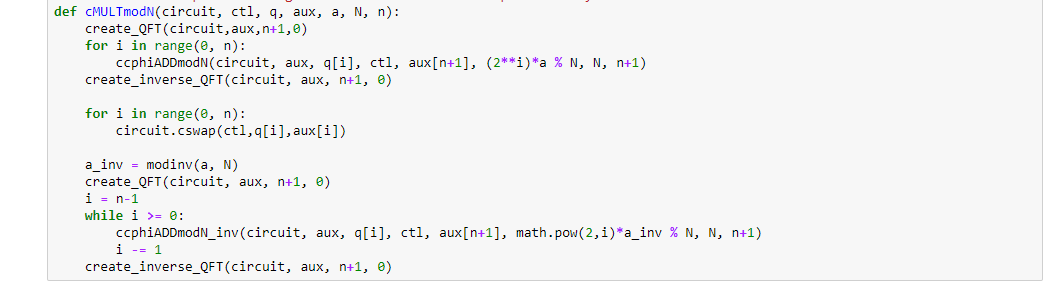 def cMULTmodN(circuit, ctl, q, aux, a, N, n):
    create_QFT(circuit,aux,n+1,0)
    for i in range(0, n):
        ccphiADDmodN(circuit, aux, q[i], ctl, aux[n+1], (2**i)*a % N, N, n+1)
    create_inverse_QFT(circuit, aux, n+1, 0)

    for i in range(0, n):
        circuit.cswap(ctl,q[i],aux[i])

    a_inv = modinv(a, N)
    create_QFT(circuit, aux, n+1, 0)
    i = n-1
    while i >= 0:
        ccphiADDmodN_inv(circuit, aux, q[i], ctl, aux[n+1], math.pow(2,i)*a_inv % N, N, n+1)
        i -= 1
    create_inverse_QFT(circuit, aux, n+1, 0)